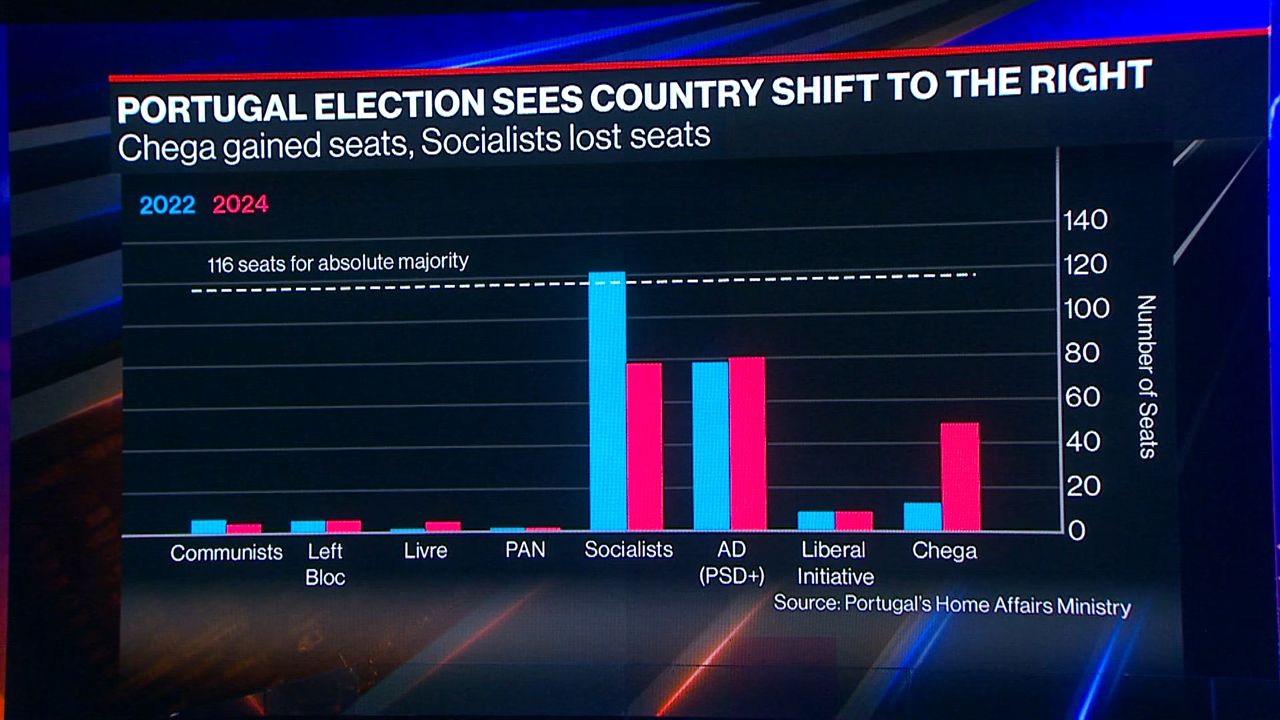 PORTUGAL ELECTION SEES COUNTRY SHIFT TO THE RIGHT
Chega gained seats, Socialists lost seats
2022 2024
116 seats for absolute majority
140
120
100
80
60
40
20
0
Number of Seats
Communists
Left
Bloc
Livre
PAN
Socialists
AD
(PSD+)
Liberal
Initiative
Chega
Source: Portugal's Home Affairs Ministry